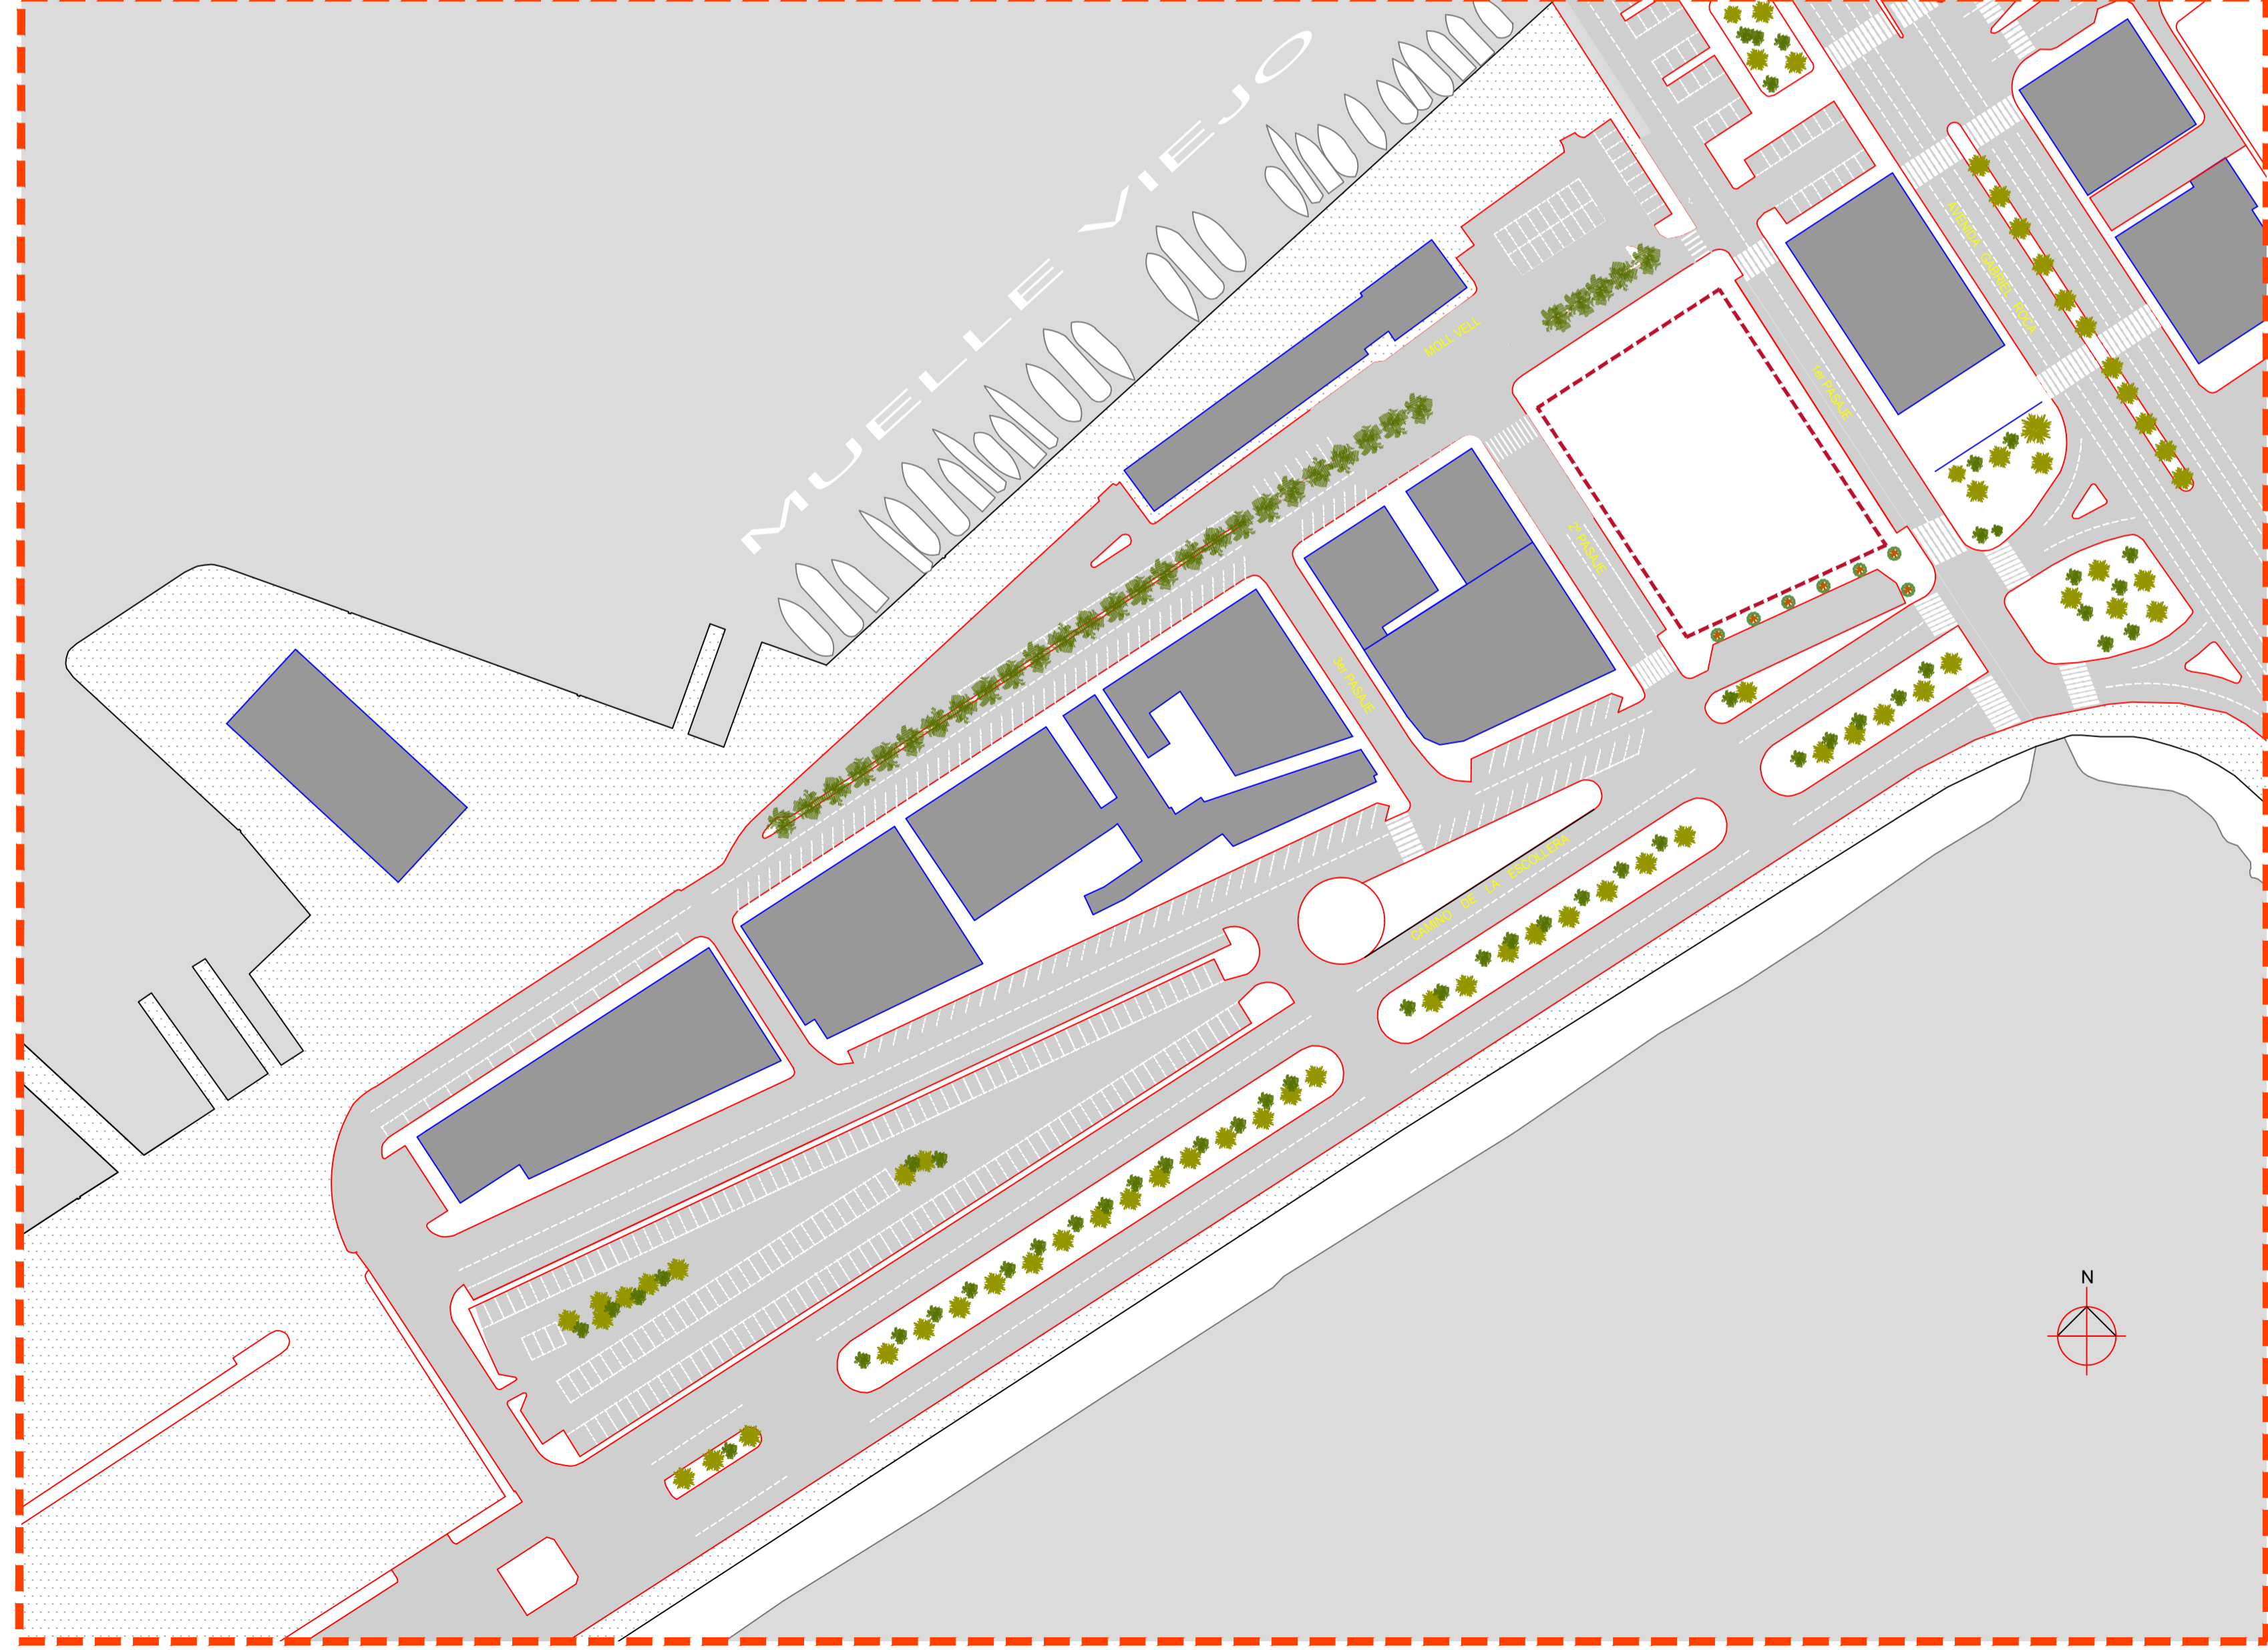 MUELLE VIEJO
AVENIDA GABRIEL ROCA
MOLL VELL
1er PASAJE
2º PASAJE
3er PASAJE
CAMINO DE LA ESCOLLERA
N